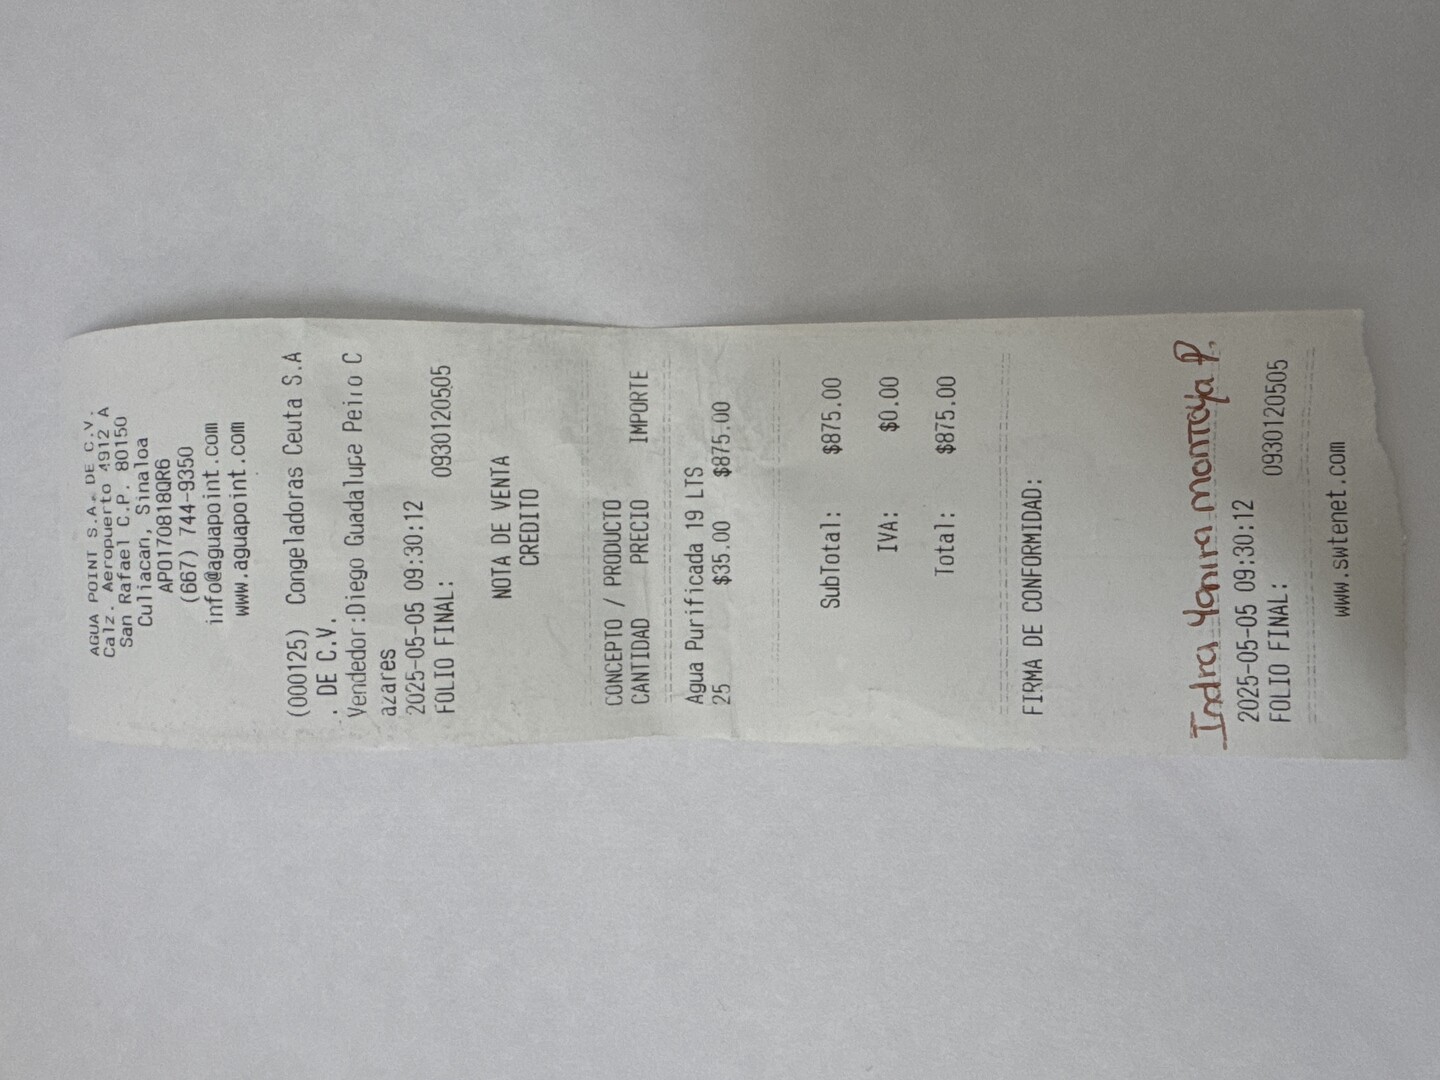 AGUA POINT S.A. DE C.V.
Calz. Aeropuerto 4912 A
San Rafael C.P. 80150
Culiacan, Sinaloa
APO170818QR6
(667) 744-9350
info@aguapoint.com
www.aguapoint.com
(000125) Congeladoras Ceuta S.A
. DE C.V.
Vendedor:Diego Guadalupe Peiro C
azares
2025-05-05 09:30:12
FOLIO FINAL: 0930120505
NOTA DE VENTA
CREDITO
CONCEPTO / PRODUCTO
CANTIDAD PRECIO IMPORTE
Agua Purificada 19 LTS
25 $35.00 $875.00
SubTotal: $875.00
IVA: $0.00
Total: $875.00
FIRMA DE CONFORMIDAD:
Indra Yanira montoya P.
2025-05-05 09:30:12
FOLIO FINAL: 0930120505
www.swtenet.com